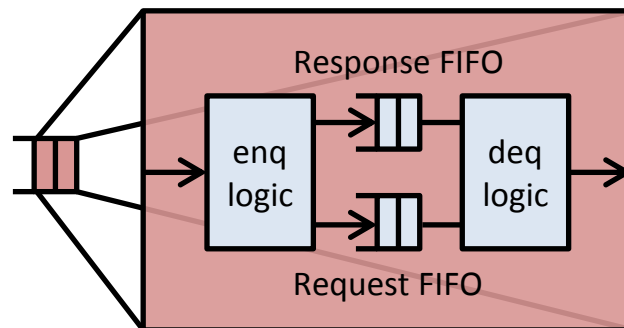 Response FIFO
enq
logic
deq
logic
Request FIFO